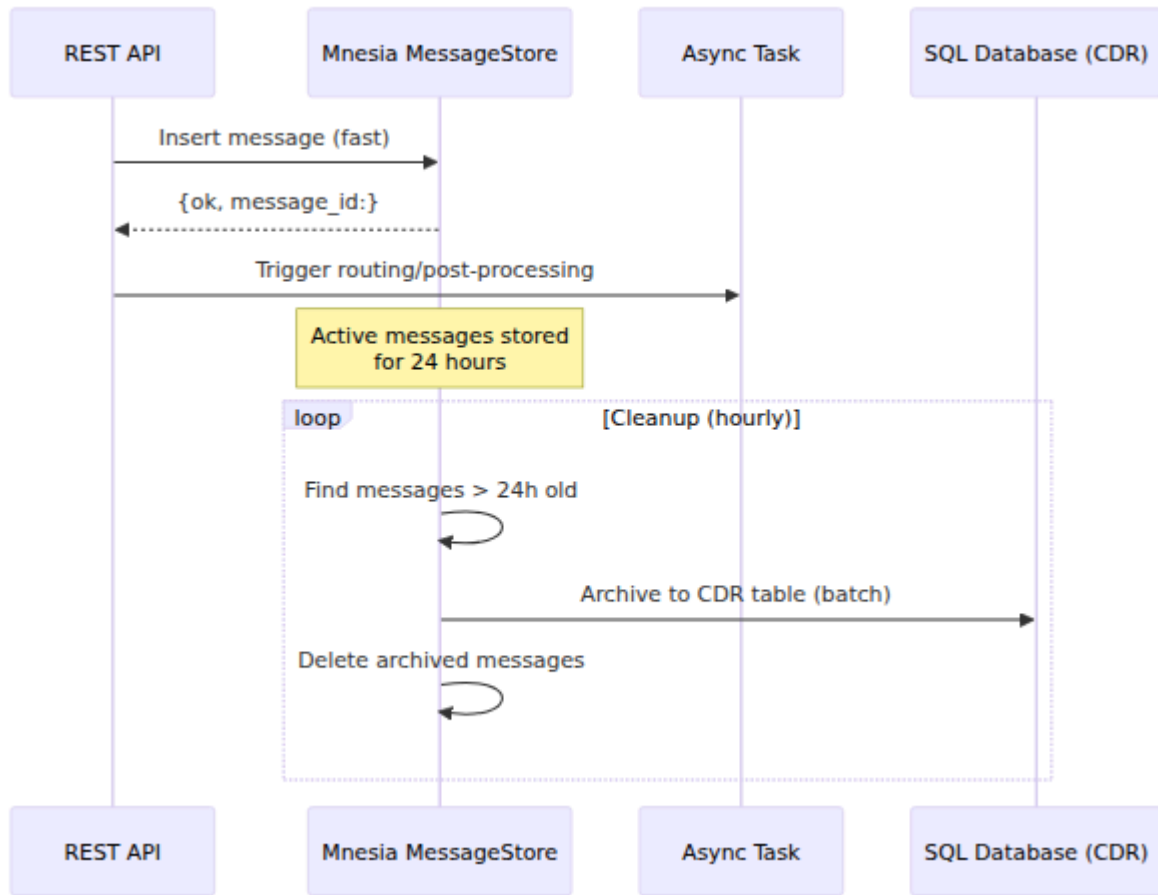 REST API
Mnesia MessageStore
Async Task
SQL Database (CDR)
Insert message (fast)
{ok, message_id:}
Trigger routing/post-processing
Active messages stored
for 24 hours
loop
[Cleanup (hourly)]
Find messages > 24h old
Archive to CDR table (batch)
Delete archived messages
REST API
Mnesia MessageStore
Async Task
SQL Database (CDR)